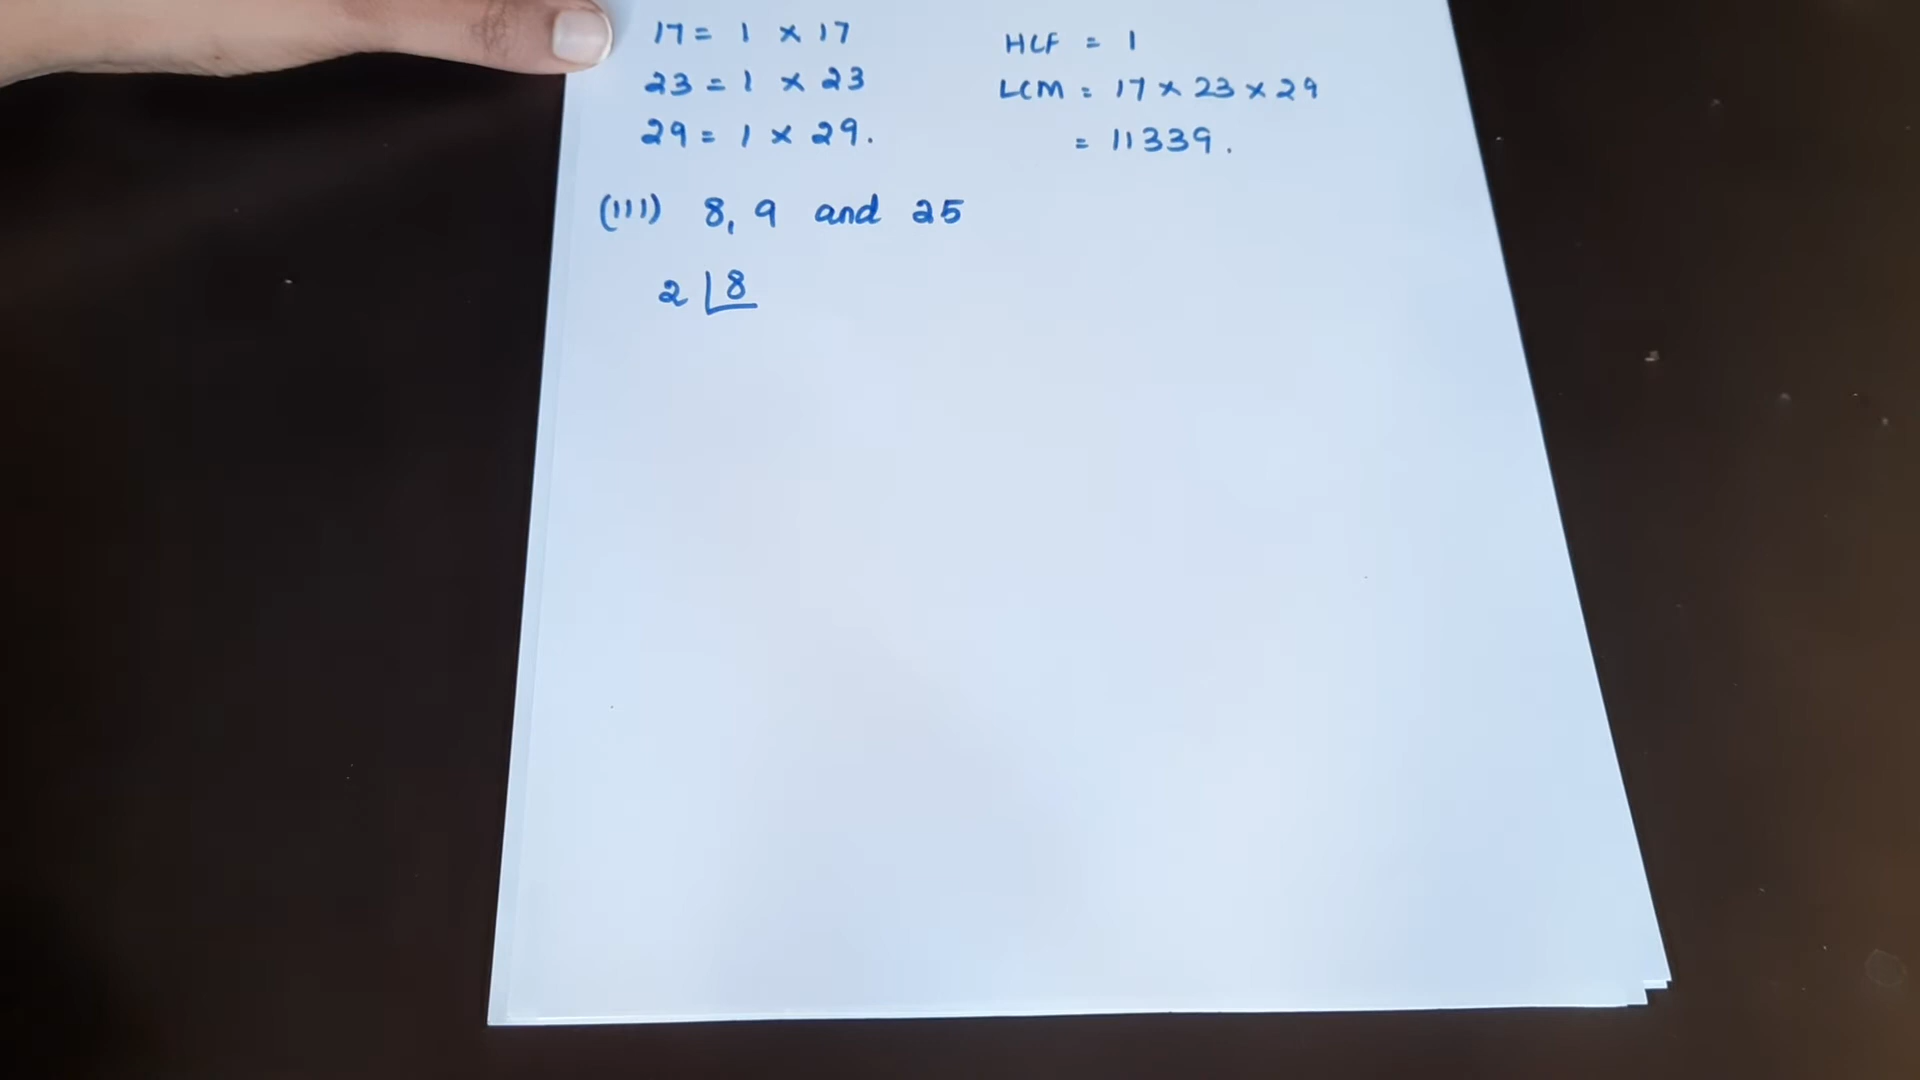 17 = 1 × 17
23 = 1 × 23
29 = 1 × 29.
HCF = 1
LCM = 17 × 23 × 29
= 11339.
(111) 8, 9 and 25
2 | 8